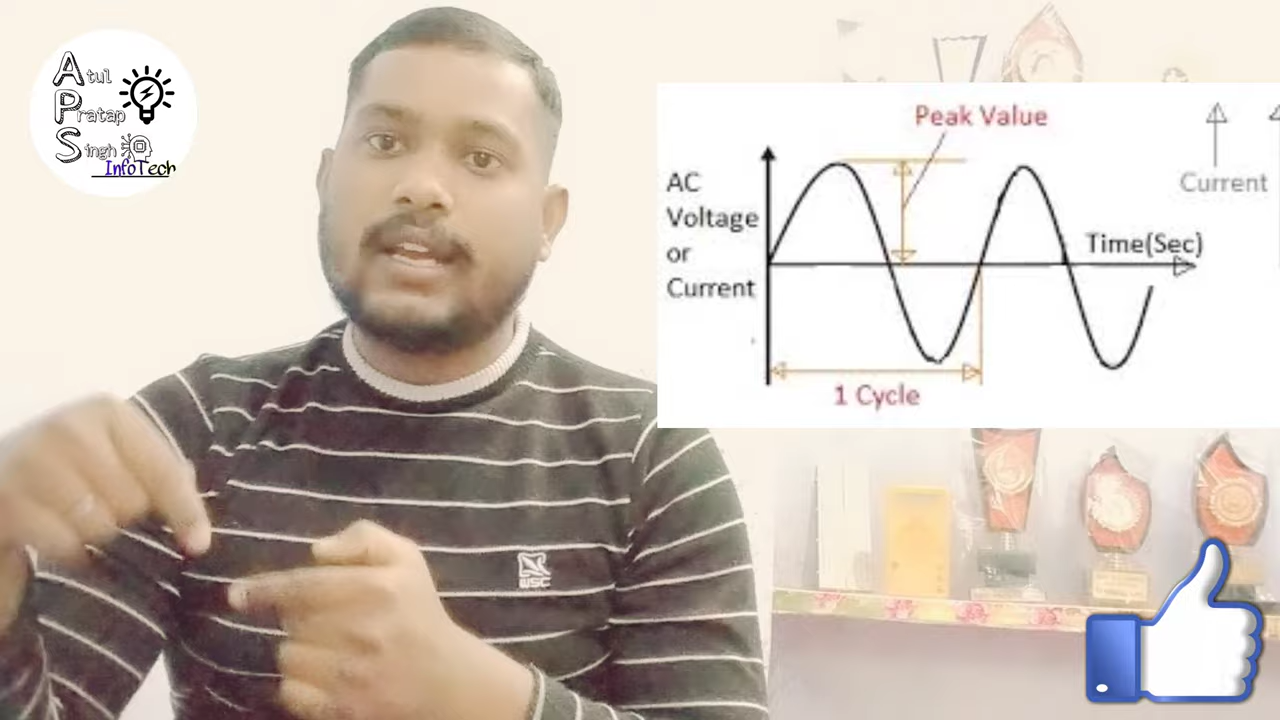 Atul
Pratap
Singh
InfoTech
Peak Value
AC
Voltage
or
Current
Time(Sec)
Current
1 Cycle
WSC